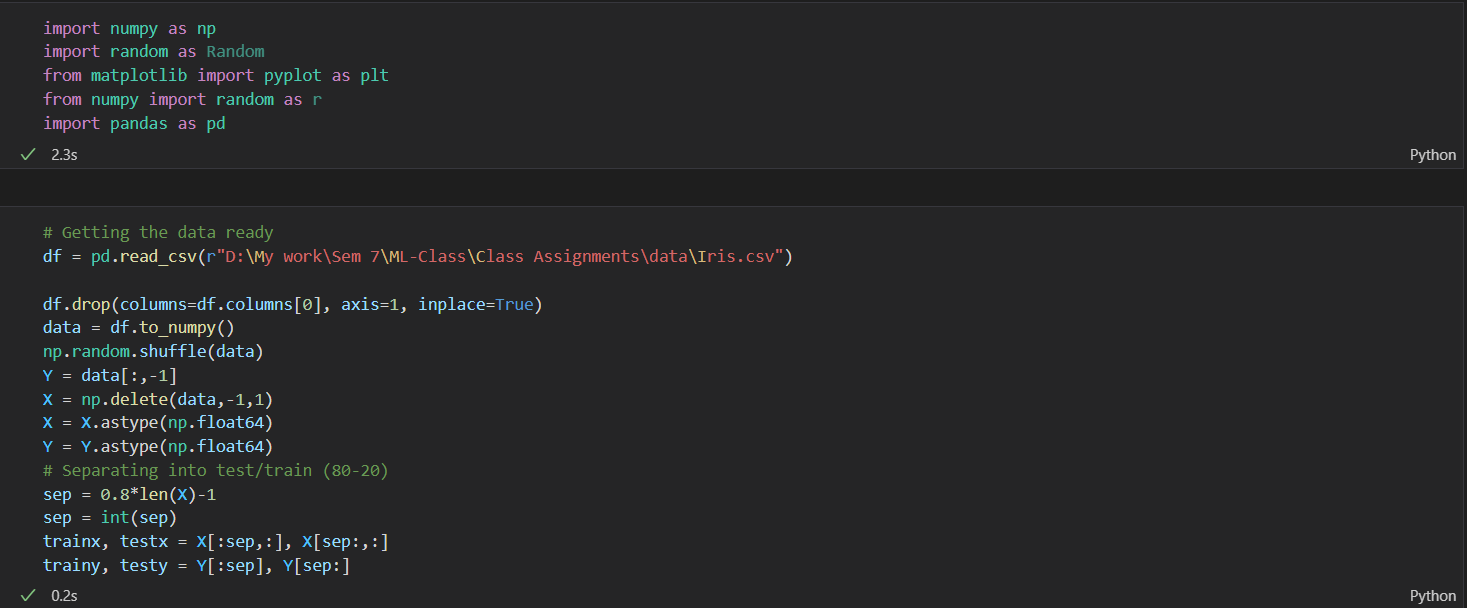 import numpy as np
import random as Random
from matplotlib import pyplot as plt
from numpy import random as r
import pandas as pd
✓ 2.3s
Python
# Getting the data ready
df = pd.read_csv(r"D:\My work\Sem 7\ML-Class\Class Assignments\data\Iris.csv")
df.drop(columns=df.columns[0], axis=1, inplace=True)
data = df.to_numpy()
np.random.shuffle(data)
Y = data[:,-1]
X = np.delete(data,-1,1)
X = X.astype(np.float64)
Y = Y.astype(np.float64)
# Separating into test/train (80-20)
sep = 0.8*len(X)-1
sep = int(sep)
trainx, testx = X[:sep,:], X[sep:,:]
trainy, testy = Y[:sep], Y[sep:]
✓ 0.2s
Python